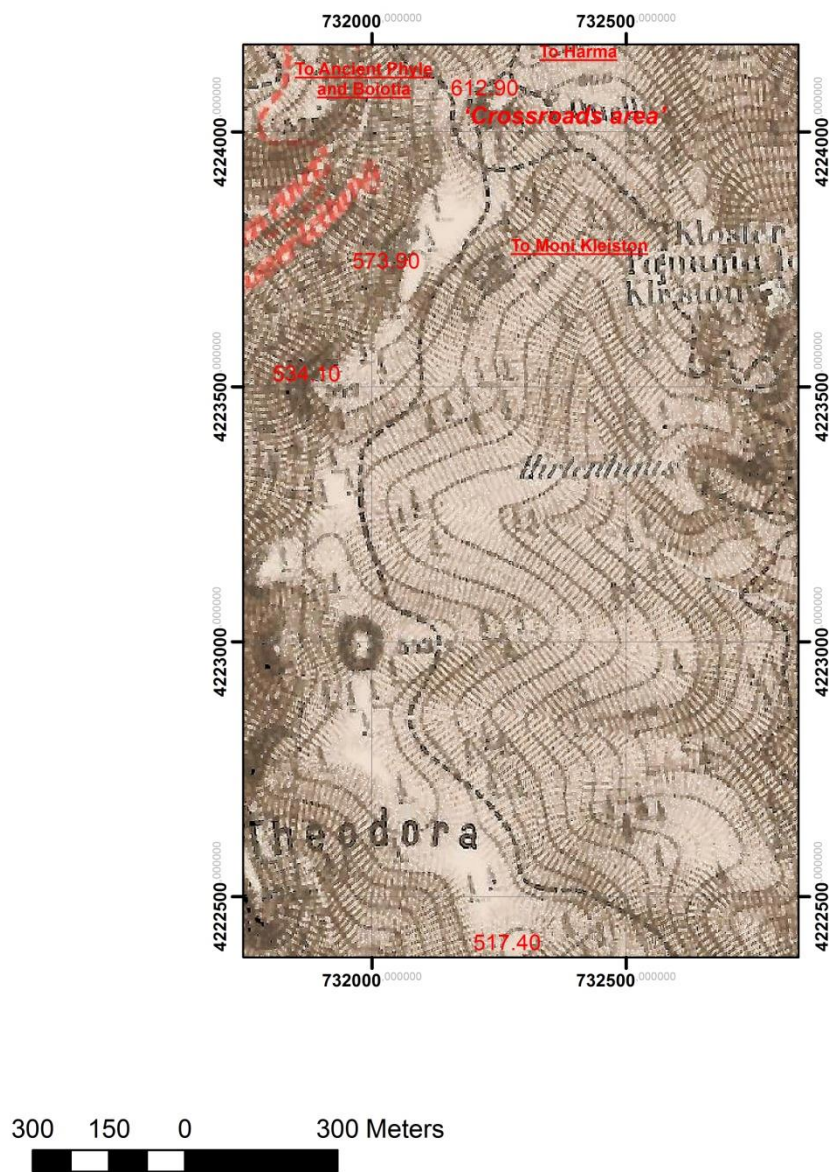 732000.000000 732500.000000
To Harma
To Ancient Phyle
and Boiotia
612.90
'Crossroads area'
4224000.000000 4224000.000000
To Mont Kleiston
Kloster
573.90
534.10
4223500.000000 4223500.000000
Hirtenhaus
4223000.000000 4223000.000000
Theodora
4222500.000000 4222500.000000
517.40
732000.000000 732500.000000
300 150 0 300 Meters